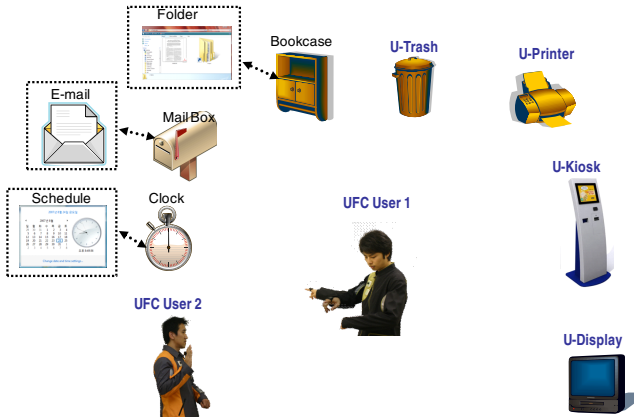 Folder
Bookcase
U-Trash
U-Printer
E-mail
Mail Box
U-Kiosk
Schedule
Clock
UFC User 1
UFC User 2
U-Display